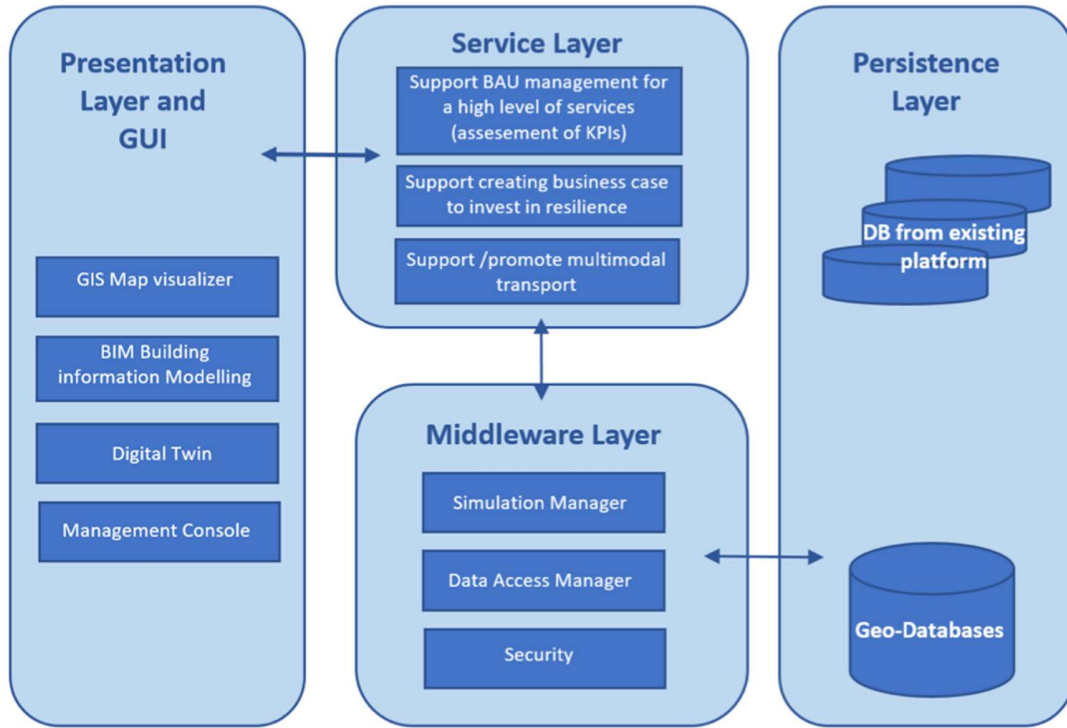 Presentation
Layer and
GUI
GIS Map visualizer
BIM Building
information Modelling
Digital Twin
Management Console
Service Layer
Support BAU management for
a high level of services
(assesement of KPIs)
Support creating business case
to invest in resilience
Support /promote multimodal
transport
Middleware Layer
Simulation Manager
Data Access Manager
Security
Persistence
Layer
DB from existing
platform
Geo-Databases